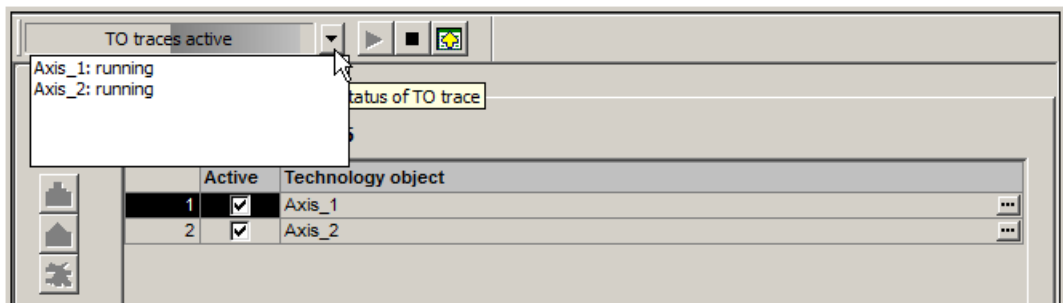 TO traces active
Axis_1: running
Axis_2: running
tatus of TO trace
Active Technology object
1 Axis_1 ...
2 Axis_2 ...